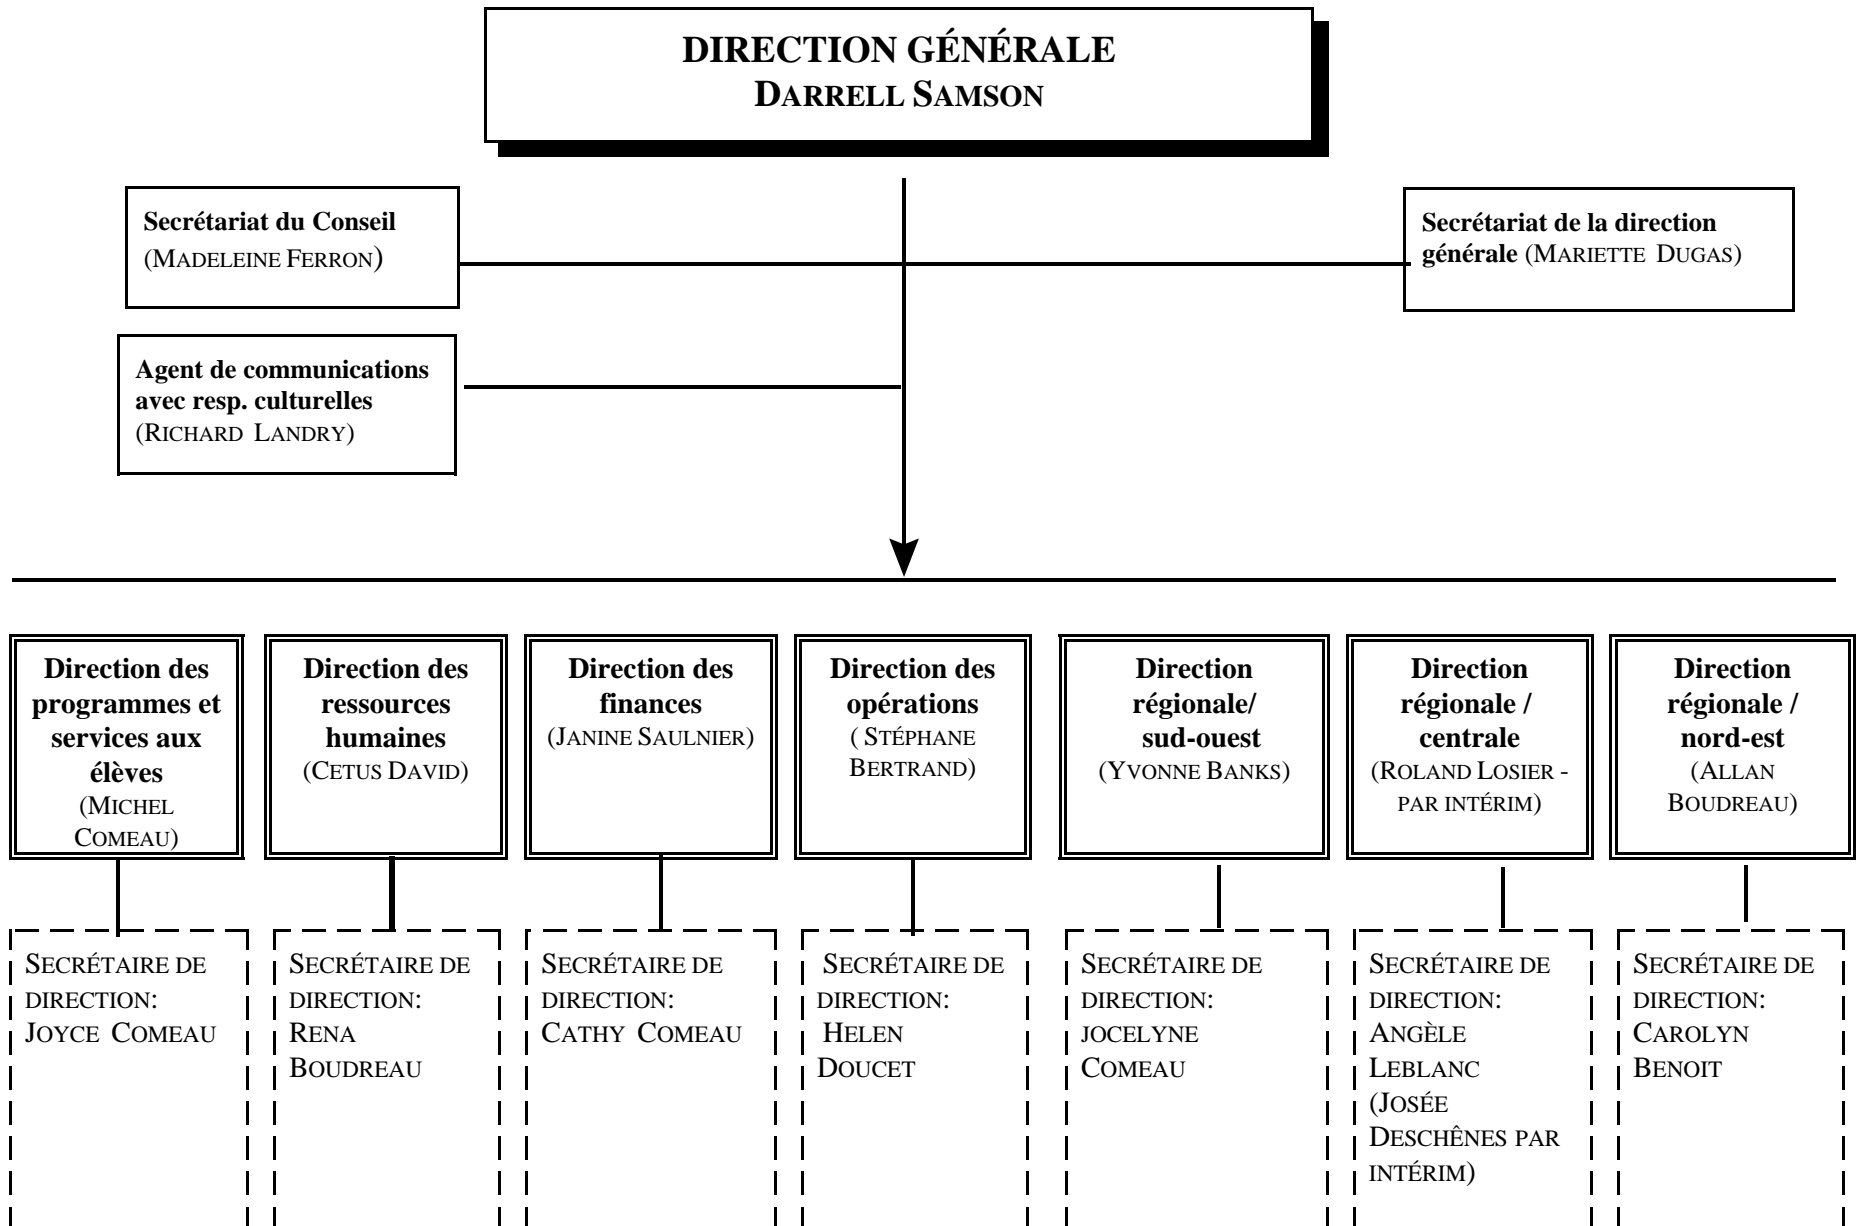 DIRECTION GÉNÉRALE
DARRELL SAMSON
Secrétariat du Conseil
(MADELEINE FERRON)
Secrétariat de la direction
générale (MARIETTE DUGAS)
Agent de communications
avec resp. culturelles
(RICHARD LANDRY)
Direction des
programmes et
services aux
élèves
(MICHEL
COMEAU)
Direction des
ressources
humaines
(CETUS DAVID)
Direction des
finances
(JANINE SAULNIER)
Direction des
opérations
( STÉPHANE
BERTRAND)
Direction
régionale/
sud-ouest
(YVONNE BANKS)
Direction
régionale /
centrale
(ROLAND LOSIER -
PAR INTÉRIM)
Direction
régionale /
nord-est
(ALLAN
BOUDREAU)
SECRÉTAIRE DE
DIRECTION:
JOYCE COMEAU
SECRÉTAIRE DE
DIRECTION:
RENA
BOUDREAU
SECRÉTAIRE DE
DIRECTION:
CATHY COMEAU
SECRÉTAIRE DE
DIRECTION:
HELEN
DOUCET
SECRÉTAIRE DE
DIRECTION:
JOCELYNE
COMEAU
SECRÉTAIRE DE
DIRECTION:
ANGÈLE
LEBLANC
(JOSÉE
DESCHÊNES PAR
INTÉRIM)
SECRÉTAIRE DE
DIRECTION:
CAROLYN
BENOIT